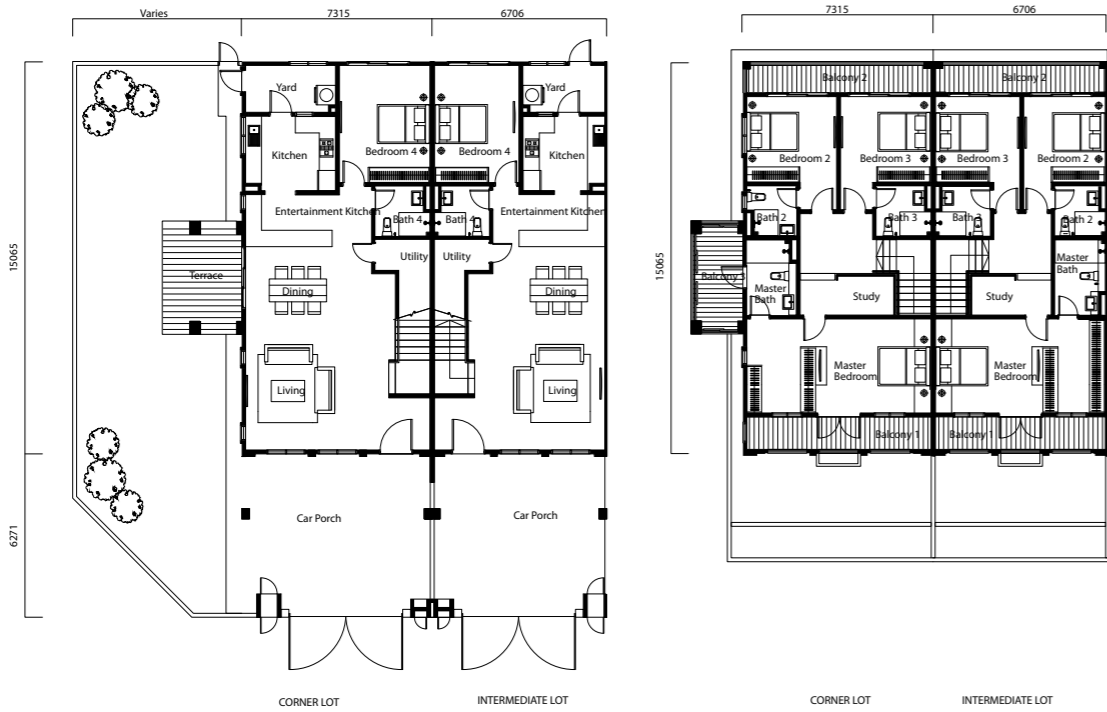 Varies
7315
6706
15065
6271
Yard
Yard
Kitchen
Bedroom 4
Bedroom 4
Kitchen
Entertainment Kitchen
Bath 4
Bath 4
Entertainment Kitchen
Utility
Utility
Terrace
Dining
Dining
Living
Living
Car Porch
Car Porch
CORNER LOT
INTERMEDIATE LOT
7315
6706
15065
Balcony 2
Balcony 2
Bedroom 2
Bedroom 3
Bedroom 3
Bedroom 2
Bath 2
Bath 3
Bath 3
Bath 2
Balcony 3
Master
Bath
Master
Bath
Study
Study
Master
Bedroom
Master
Bedroom
Balcony 1
Balcony 1
CORNER LOT
INTERMEDIATE LOT